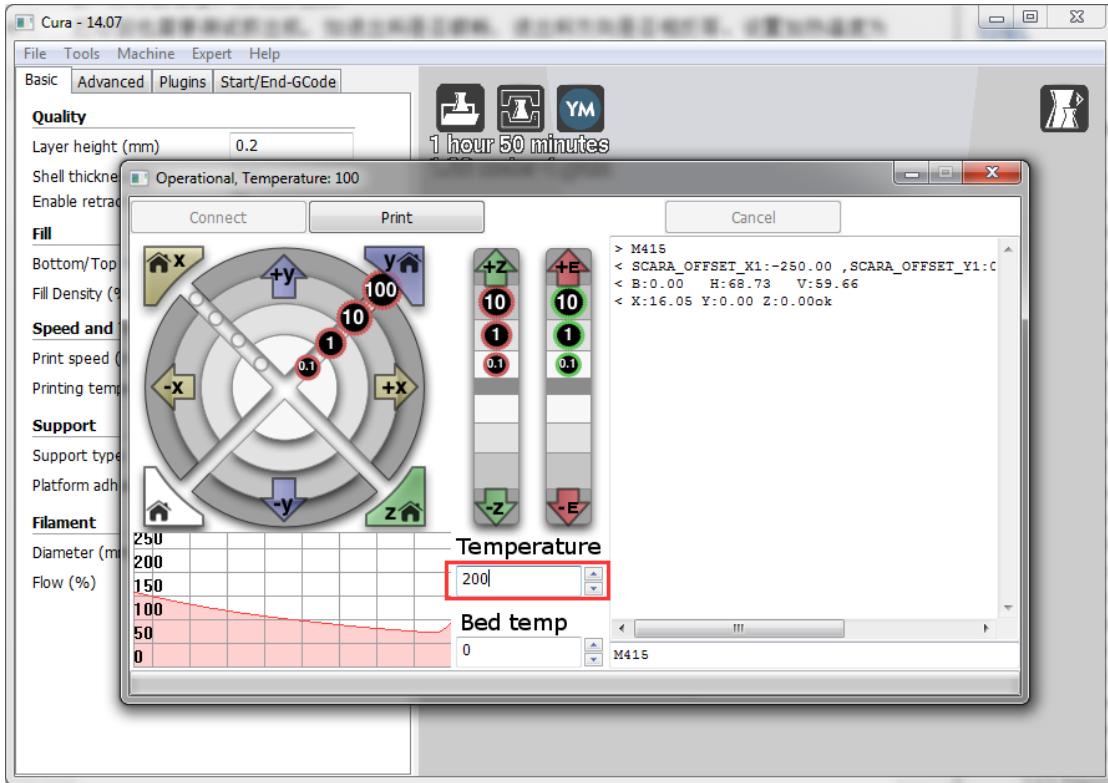 Cura - 14.07
File Tools Machine Expert Help
Basic Advanced Plugins Start/End-GCode
Quality
Layer height (mm) 0.2
YM
1 hour 50 minutes
Shell
Enable
Fill
Bottom/Top
Fill Density
Speed and
Print speed
Printing
Support
Support type
Platform
Filament
Diameter
Flow (%)
Operational, Temperature: 100
Connect Print Cancel
x +y y
100
10
1
0.1
-x +x
-y z
+Z +E
10 10
1 1
0.1 0.1
-Z -E
250
200
150
100
50
0
Temperature
200
Bed temp
0
> M415
< SCARA_OFFSET_X1:-250.00 ,SCARA_OFFSET_Y1:0
< B:0.00 H:68.73 V:59.66
< X:16.05 Y:0.00 Z:0.00ok
M415